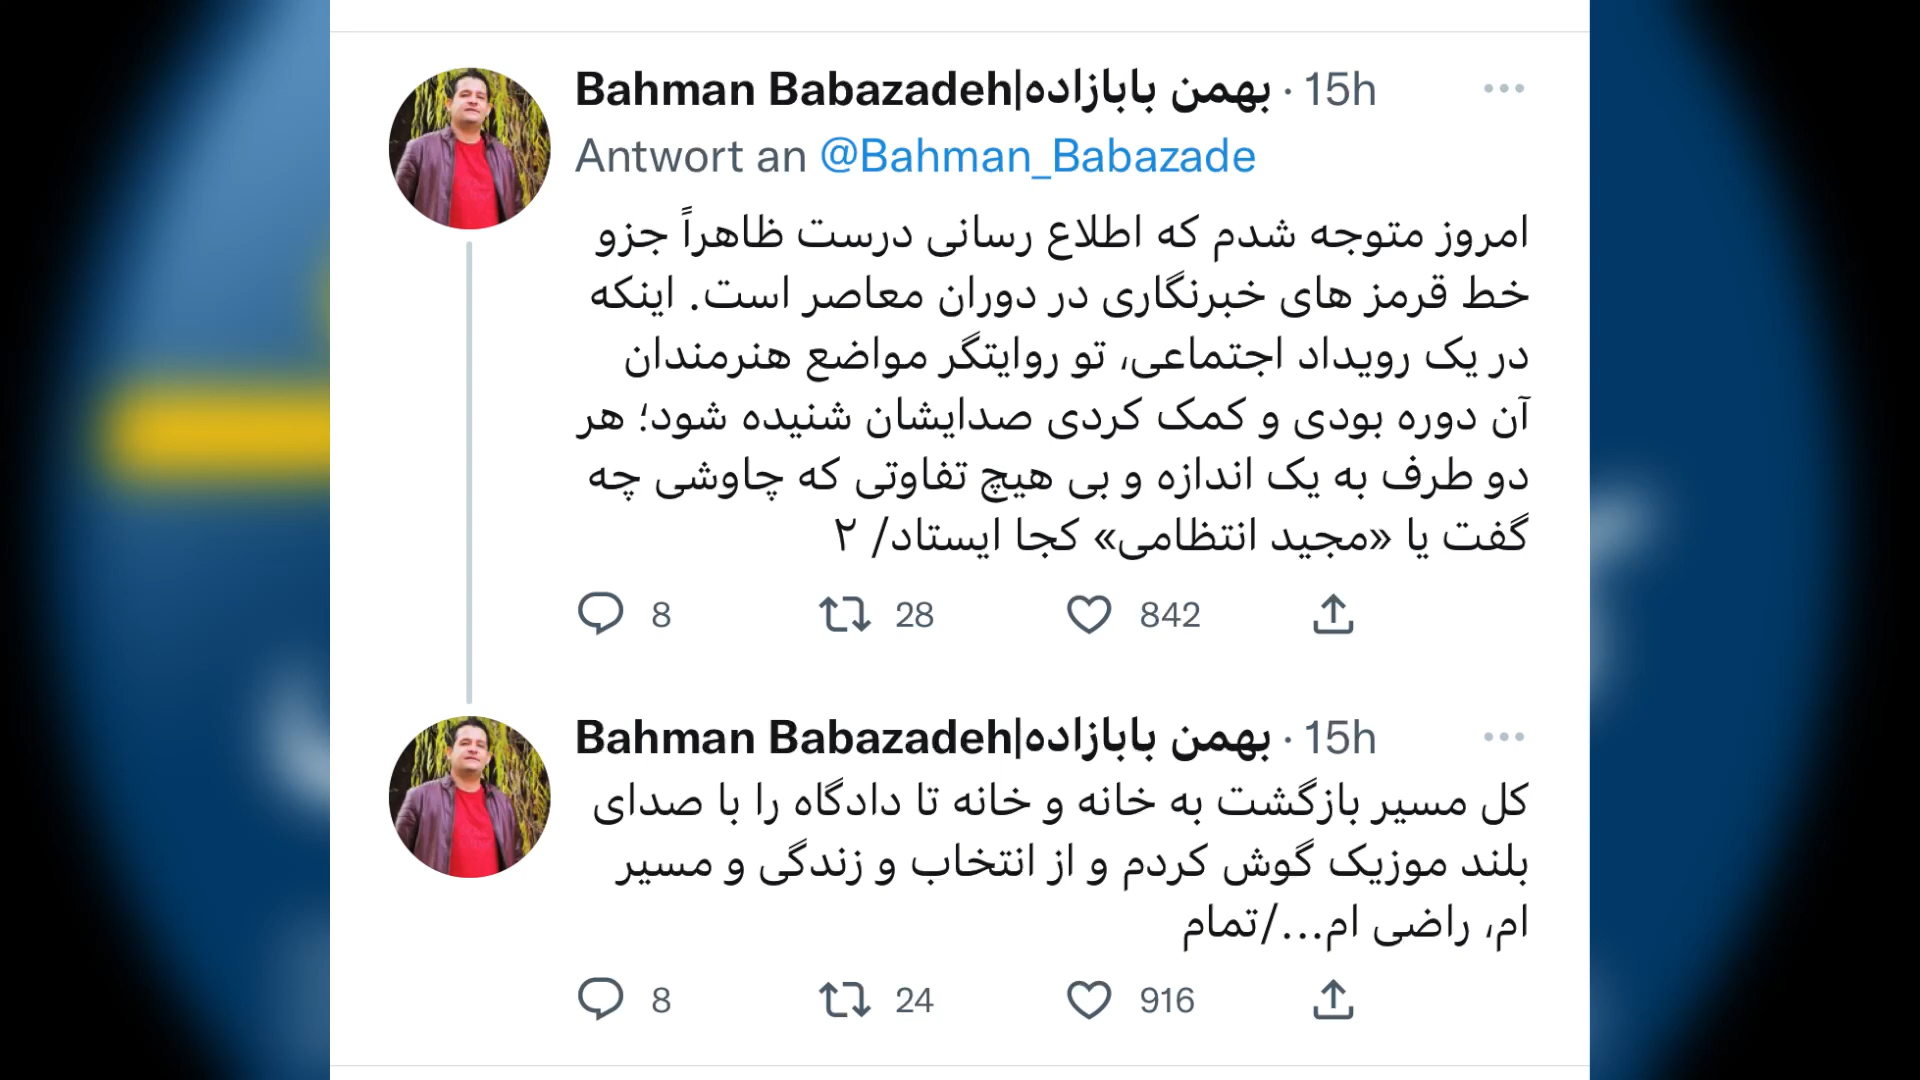 Bahman Babazadeh|بهمن بابازاده · 15h
Antwort an @Bahman_Babazade
امروز متوجه شدم که اطلاع رسانی درست ظاهراً جزو
خط قرمز های خبرنگاری در دوران معاصر است. اینکه
در یک رویداد اجتماعی، تو روایتگر مواضع هنرمندان
آن دوره بودی و کمک کردی صدایشان شنیده شود؛ هر
دو طرف به یک اندازه و بی هیچ تفاوتی که چاوشی چه
گفت یا «مجید انتظامی» کجا ایستاد/ ۲
8 28 842
Bahman Babazadeh|بهمن بابازاده · 15h
کل مسیر بازگشت به خانه و خانه تا دادگاه را با صدای
بلند موزیک گوش کردم و از انتخاب و زندگی و مسیر
ام، راضی ام.../تمام
8 24 916